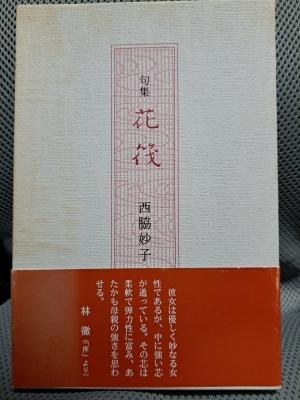 句集
花筏
西脇妙子
彼女は優しく妙なる女
性であるが、中に強い芯
が通っている。その芯は
柔軟で弾力性に富み、あ
たかも母親の強さを思わ
せる。
林 徹(「序」より)